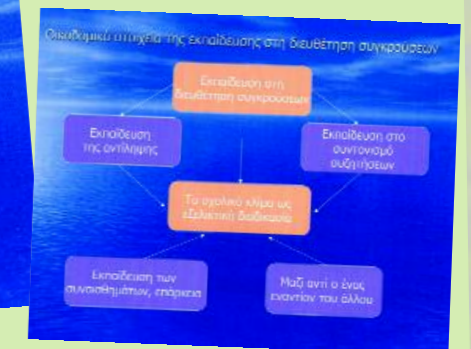 Οικοδομικά στοιχεία της εκπαίδευσης στη διευθέτηση συγκρούσεων
Εκπαίδευση στη
διευθέτηση συγκρούσεων
Εκπαίδευση
της αντίληψης
Εκπαίδευση στο
συντονισμό
συζητήσεων
Το σχολικό κλίμα ως
εξελικτική διαδικασία
Εκπαίδευση των
συναισθημάτων, επάρκεια
Μαζί αντί ο ένας
εναντίον του άλλου